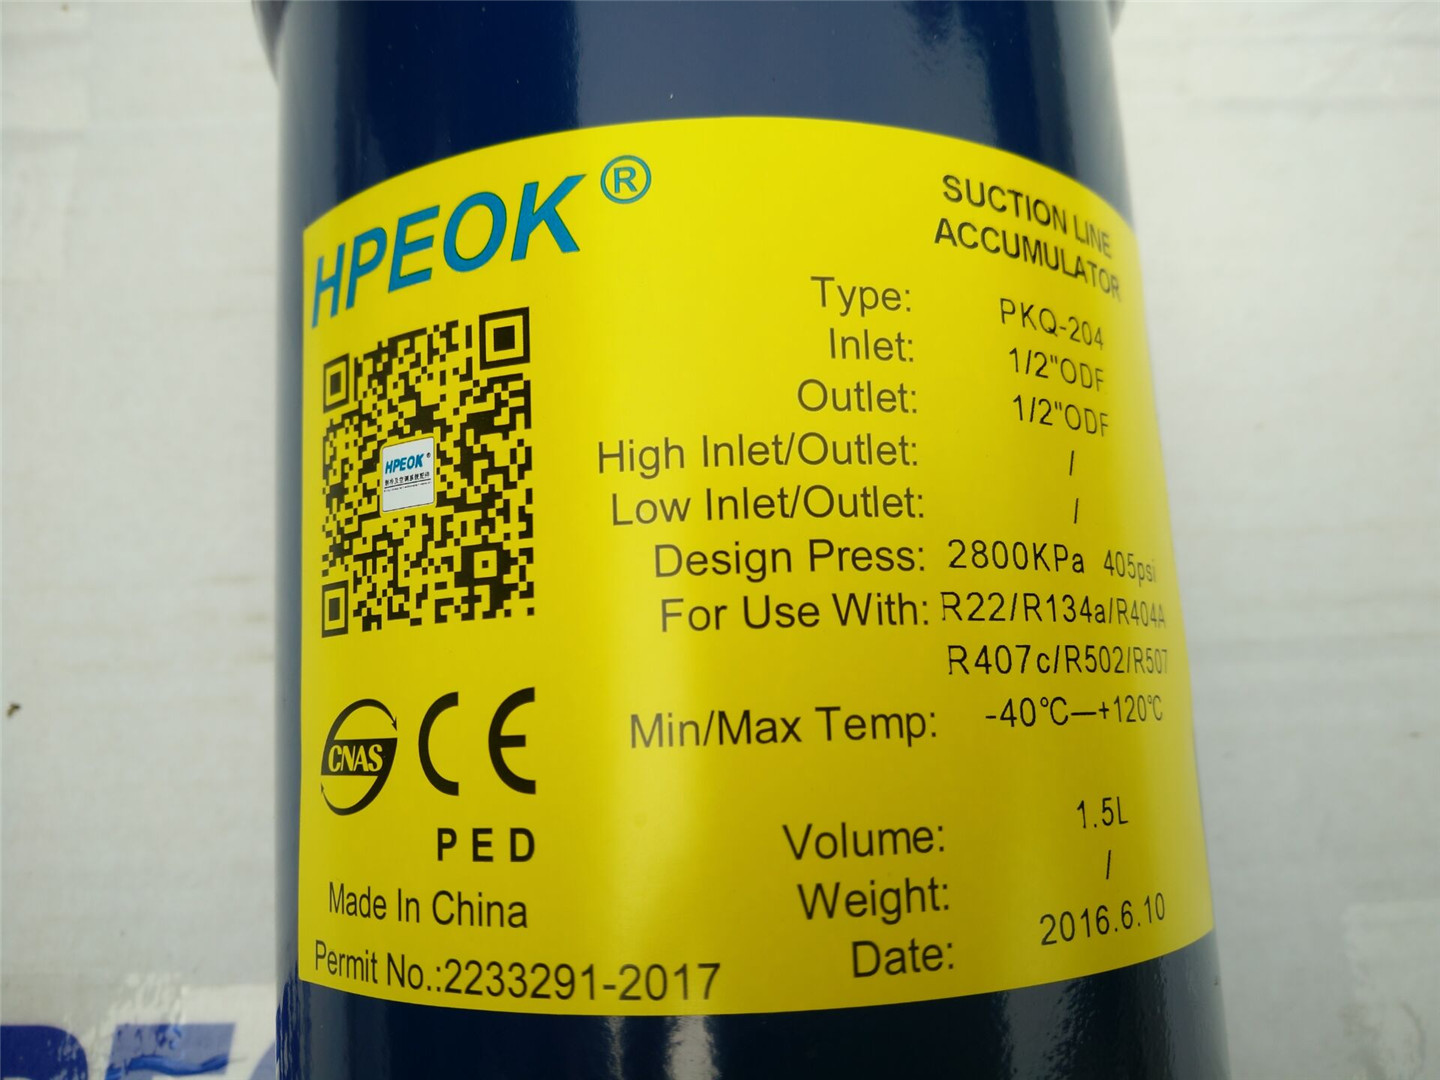 HPEOK®
SUCTION LINE
ACCUMULATOR
Type: PKQ-204
Inlet: 1/2"ODF
Outlet: 1/2"ODF
High Inlet/Outlet: /
Low Inlet/Outlet: /
Design Press: 2800KPa 405psi
For Use With: R22/R134a/R404A
R407c/R502/R507
Min/Max Temp: -40℃—+120℃
Volume: 1.5L
Weight: /
Date: 2016.6.10
HPEOK®
CNAS CE
PED
Made In China
Permit No.:2233291-2017